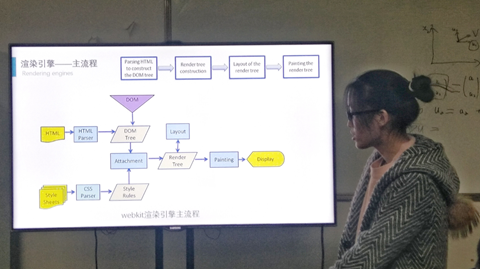 渲染引擎——主流程
Rendering engines
Parsing HTML
to construct
the DOM tree
Render tree
construction
Layout of the
render tree
Painting the
render tree
DOM
HTML
HTML
Parser
DOM
Tree
Layout
Attachment
Render
Tree
Painting
Display
Style
Sheets
CSS
Parser
Style
Rules
webkit渲染引擎主流程